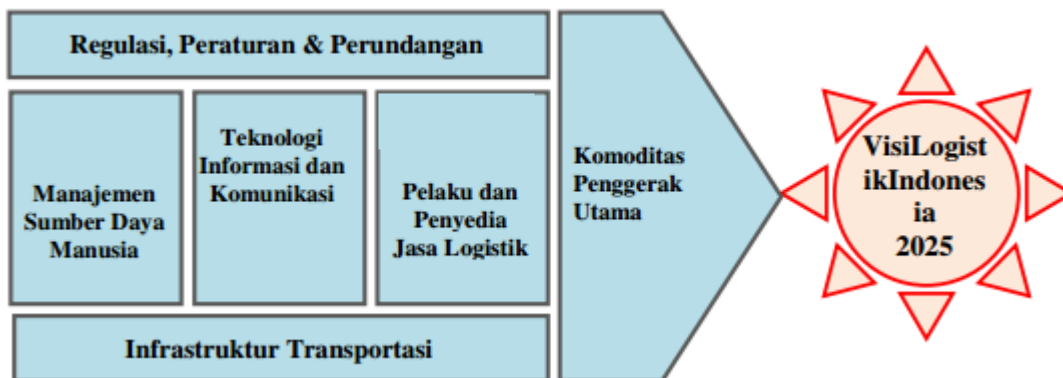 Regulasi, Peraturan & Perundangan
Manajemen
Sumber Daya
Manusia
Teknologi
Informasi dan
Komunikasi
Pelaku dan
Penyedia
Jasa Logistik
Infrastruktur Transportasi
Komoditas
Penggerak
Utama
VisiLogist
ikIndones
ia
2025